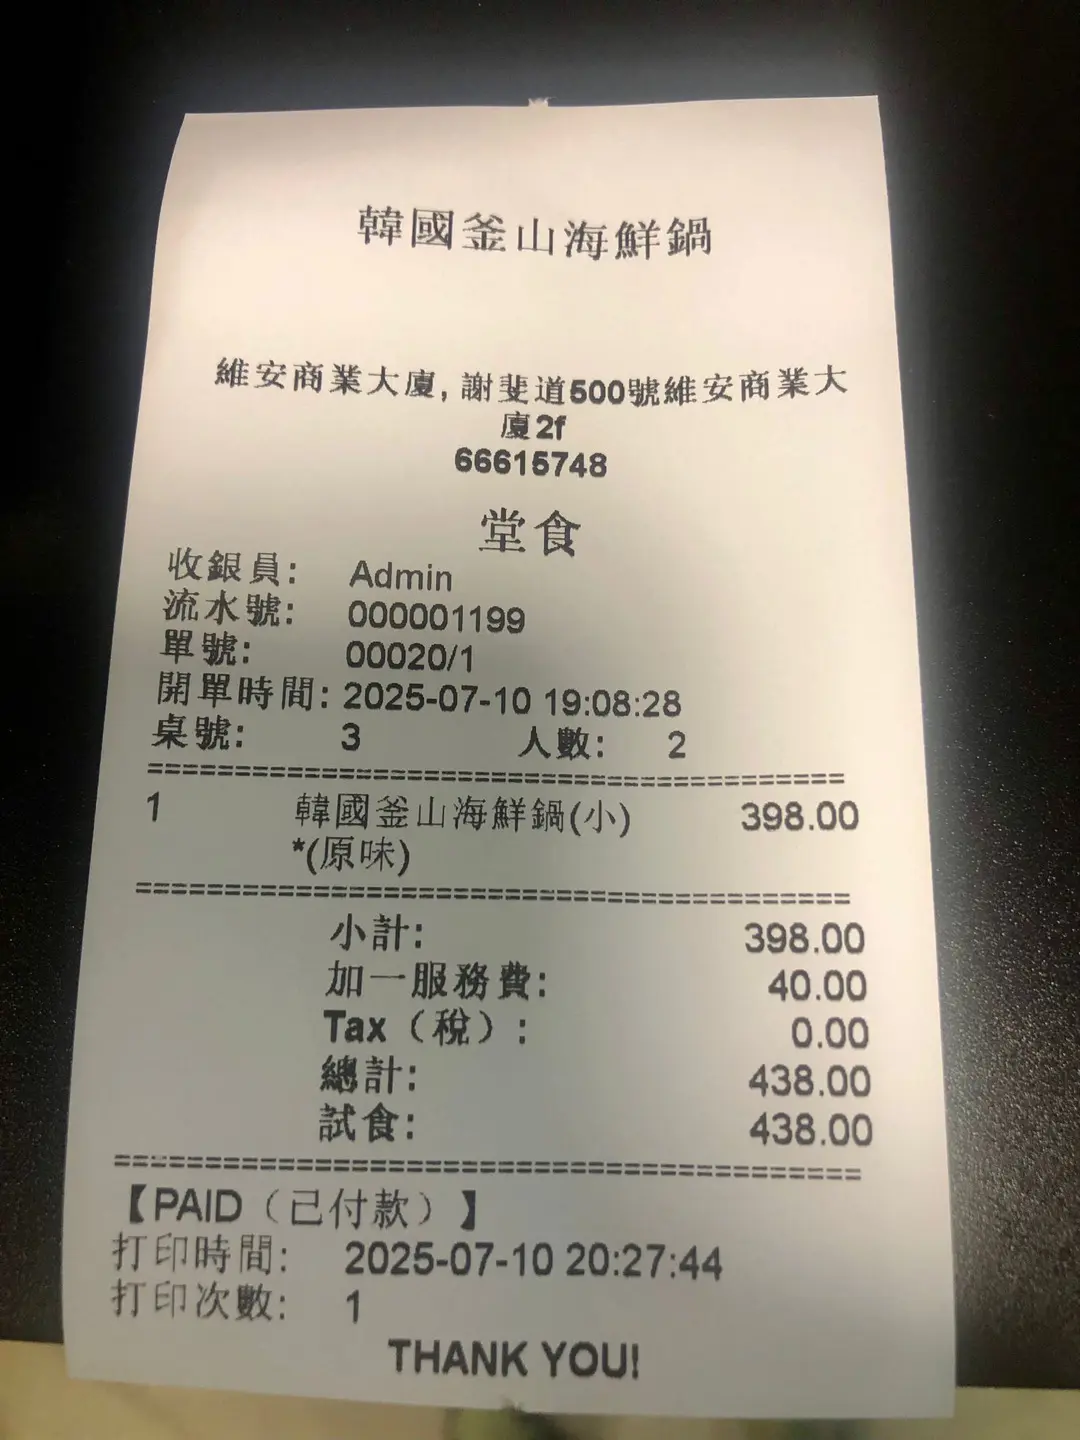 韓國釜山海鮮鍋
維安商業大廈, 謝斐道500號維安商業大
廈2f
66615748
堂食
收銀員: Admin
流水號: 000001199
單號: 00020/1
開單時間: 2025-07-10 19:08:28
桌號: 3 人數: 2
======================================
1 韓國釜山海鮮鍋(小) 398.00
*(原味)
======================================
小計: 398.00
加一服務費: 40.00
Tax（稅）: 0.00
總計: 438.00
試食: 438.00
======================================
【PAID（已付款）】
打印時間: 2025-07-10 20:27:44
打印次數: 1
THANK YOU!